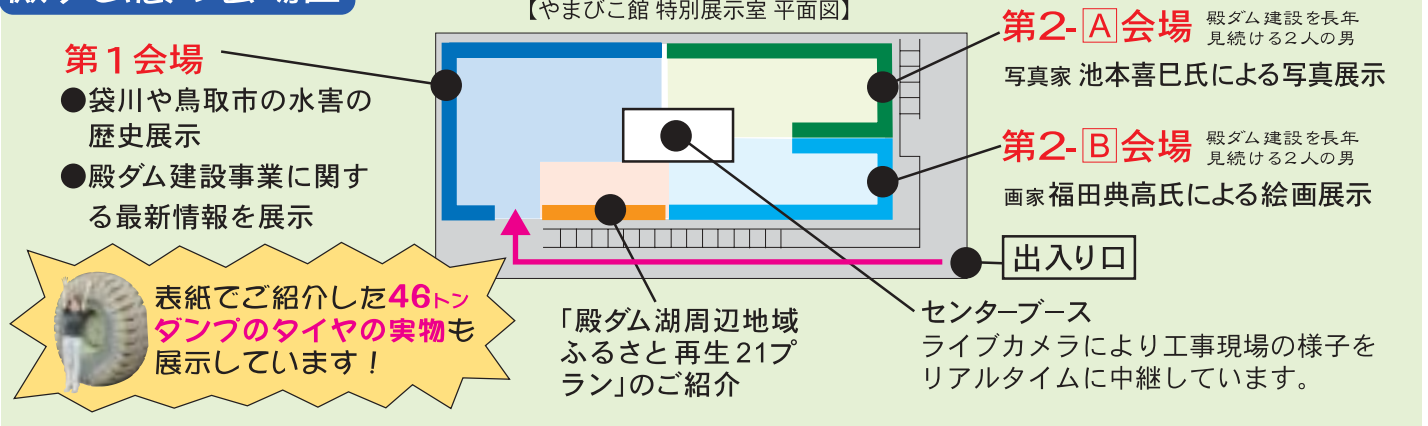 【やまびこ館 特別展示室 平面図】
第1会場
●袋川や鳥取市の水害の
歴史展示
●殿ダム建設事業に関す
る最新情報を展示
表紙でご紹介した46トン
ダンプのタイヤの実物も
展示しています！
「殿ダム湖周辺地域
ふるさと再生21プ
ラン」のご紹介
第2-A会場 殿ダム建設を長年
見続ける2人の男
写真家 池本喜巳氏による写真展示
第2-B会場 殿ダム建設を長年
見続ける2人の男
画家 福田典高氏による絵画展示
出入り口
センターブース
ライブカメラにより工事現場の様子を
リアルタイムに中継しています。